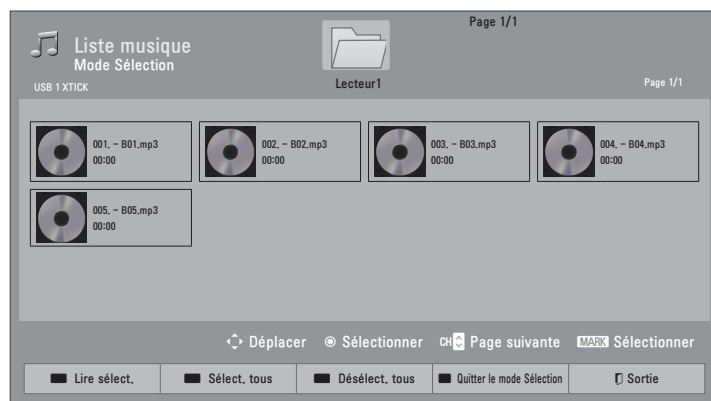 Page 1/1
Liste musique
Mode Sélection
USB 1 XTICK
Lecteur1
Page 1/1
001. - B01.mp3
00:00
002. - B02.mp3
00:00
003. - B03.mp3
00:00
004. - B04.mp3
00:00
005. - B05.mp3
00:00
Déplacer Sélectionner CH Page suivante MARK Sélectionner
Lire sélect. Sélect. tous Désélect. tous Quitter le mode Sélection Sortie